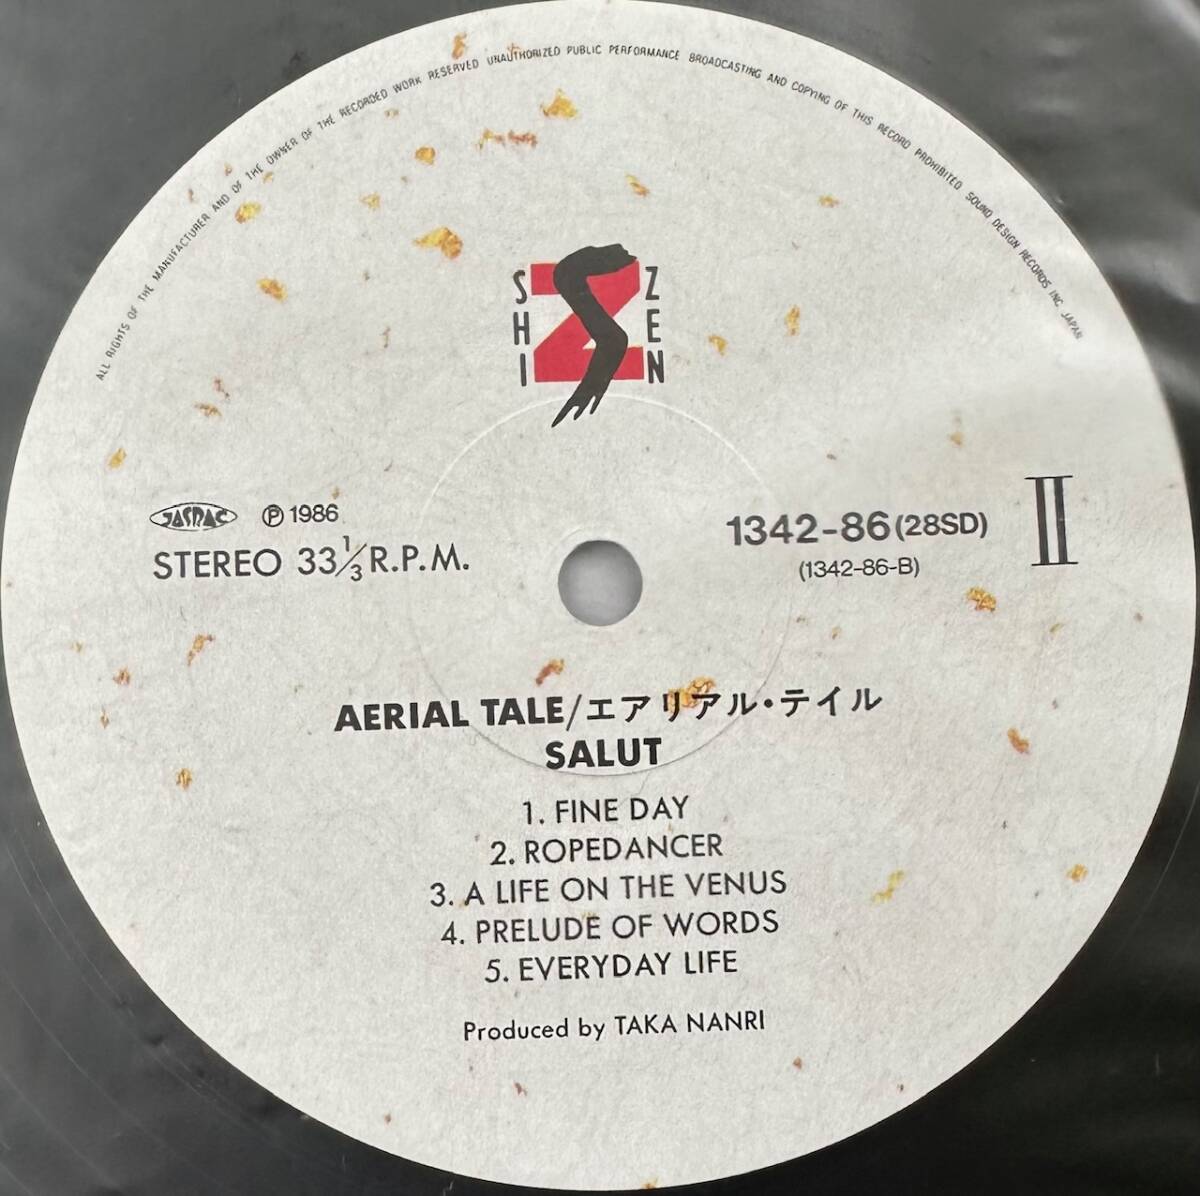 ALL RIGHTS OF THE MANUFACTURER AND OF THE OWNER OF THE RECORDED WORK RESERVED UNAUTHORIZED PUBLIC PERFORMANCE BROADCASTING AND COPYING OF THIS RECORD PROHIBITED SOUND DESIGN RECORDS INC. JAPAN
SHI ZEN
JASRAC
℗ 1986
STEREO 33 1/3 R.P.M.
1342-86 (28SD)
(1342-86-B)
II
AERIAL TALE/エアリアル・テイル
SALUT
1. FINE DAY
2. ROPEDANCER
3. A LIFE ON THE VENUS
4. PRELUDE OF WORDS
5. EVERYDAY LIFE
Produced by TAKA NANRI